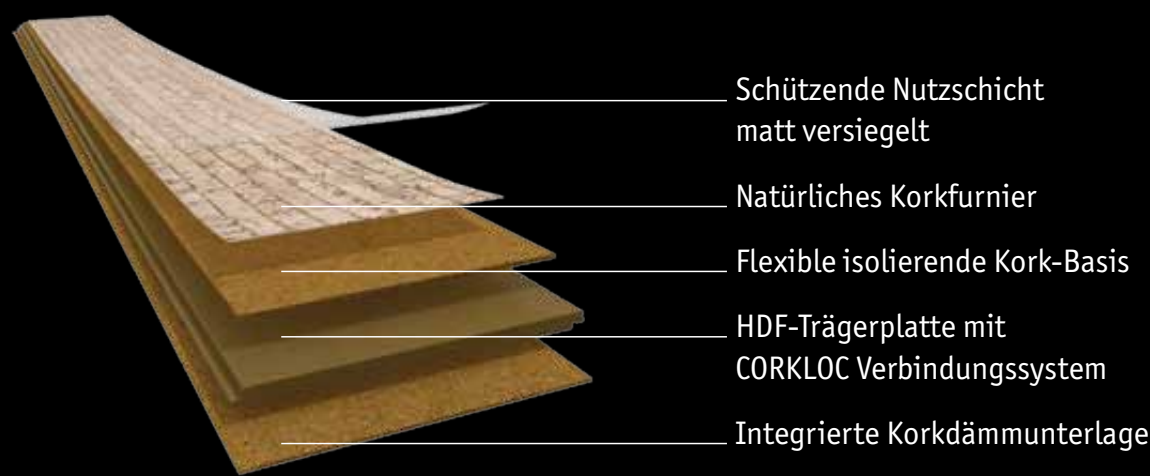 Schützende Nutzschicht
matt versiegelt
Natürliches Korkfurnier
Flexible isolierende Kork-Basis
HDF-Trägerplatte mit
CORKLOC Verbindungssystem
Integrierte Korkdämmunterlage